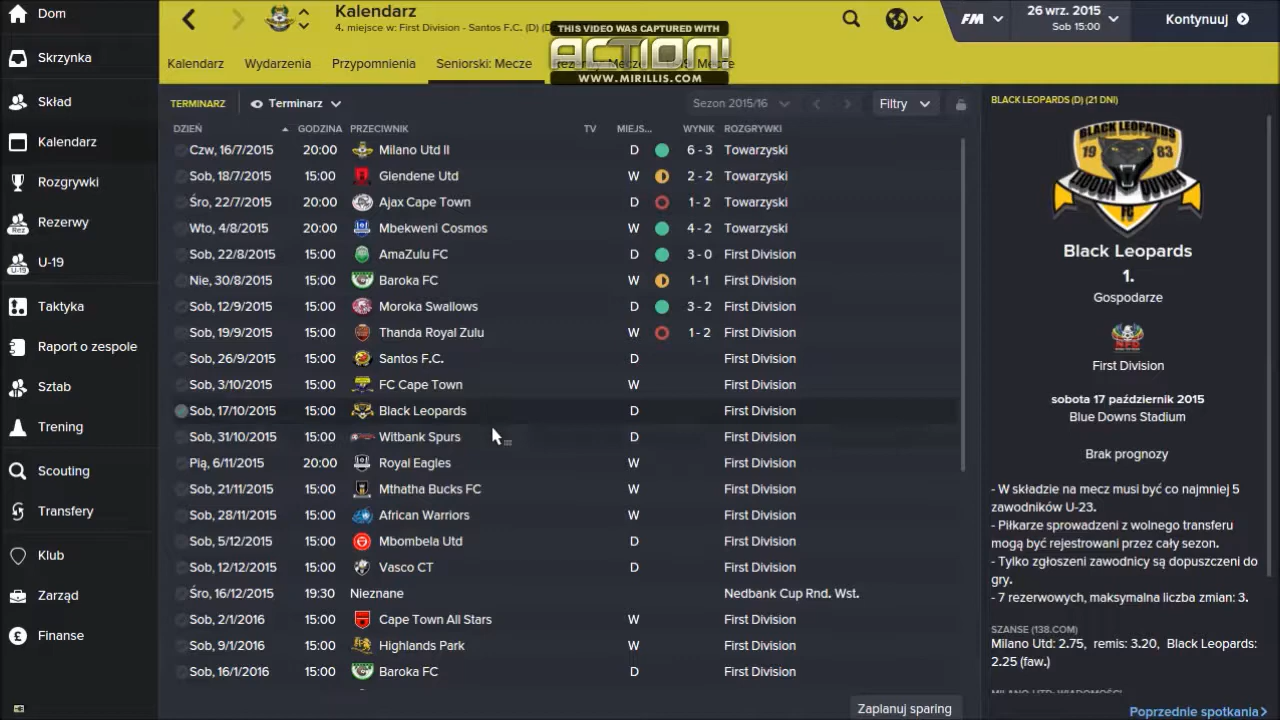 Dom
Skrzynka
Skład
Kalendarz
Rozgrywki
Rezerwy
U-19
Taktyka
Raport o zespole
Sztab
Trening
Scouting
Transfery
Klub
Zarząd
Finanse
Kalendarz
4. miejsce w: First Division - Santos F.C. (D) (D
THIS VIDEO WAS CAPTURED WITH
ACTION!
WWW.MIRILLIS.COM
FM
26 wrz. 2015
Sob 15:00
Kontynuuj
Kalendarz Wydarzenia Przypomnienia Seniorski: Mecze
TERMINARZ Terminarz Sezon 2015/16 Filtry
DZIEŃ GODZINA PRZECIWNIK TV MIEJS... WYNIK ROZGRYWKI
Czw, 16/7/2015 20:00 Milano Utd II D 6 - 3 Towarzyski
Sob, 18/7/2015 15:00 Glendene Utd W 2 - 2 Towarzyski
Śro, 22/7/2015 20:00 Ajax Cape Town D 1 - 2 Towarzyski
Wto, 4/8/2015 20:00 Mbekweni Cosmos W 4 - 2 Towarzyski
Sob, 22/8/2015 15:00 AmaZulu FC D 3 - 0 First Division
Nie, 30/8/2015 15:00 Baroka FC W 1 - 1 First Division
Sob, 12/9/2015 15:00 Moroka Swallows D 3 - 2 First Division
Sob, 19/9/2015 15:00 Thanda Royal Zulu W 1 - 2 First Division
Sob, 26/9/2015 15:00 Santos F.C. D First Division
Sob, 3/10/2015 15:00 FC Cape Town W First Division
Sob, 17/10/2015 15:00 Black Leopards D First Division
Sob, 31/10/2015 15:00 Witbank Spurs D First Division
Pią, 6/11/2015 20:00 Royal Eagles W First Division
Sob, 21/11/2015 15:00 Mthatha Bucks FC W First Division
Sob, 28/11/2015 15:00 African Warriors W First Division
Sob, 5/12/2015 15:00 Mbombela Utd D First Division
Sob, 12/12/2015 15:00 Vasco CT D First Division
Śro, 16/12/2015 19:30 Nieznane Nedbank Cup Rnd. Wst.
Sob, 2/1/2016 15:00 Cape Town All Stars W First Division
Sob, 9/1/2016 15:00 Highlands Park W First Division
Sob, 16/1/2016 15:00 Baroka FC D First Division
Zaplanuj sparing
BLACK LEOPARDS (D) (21 DNI)
BLACK LEOPARDS
19 83
FC
Black Leopards
1.
Gospodarze
First Division
sobota 17 październik 2015
Blue Downs Stadium
Brak prognozy
- W składzie na mecz musi być co najmniej 5
zawodników U-23.
- Piłkarze sprowadzeni z wolnego transferu
mogą być rejestrowani przez cały sezon.
- Tylko zgłoszeni zawodnicy są dopuszczeni do
gry.
- 7 rezerwowych, maksymalna liczba zmian: 3.
SZANSE (138.COM)
Milano Utd: 2.75, remis: 3.20, Black Leopards:
2.25 (faw.)
MILANO UTD: WIADOMOŚCI
Poprzednie spotkania